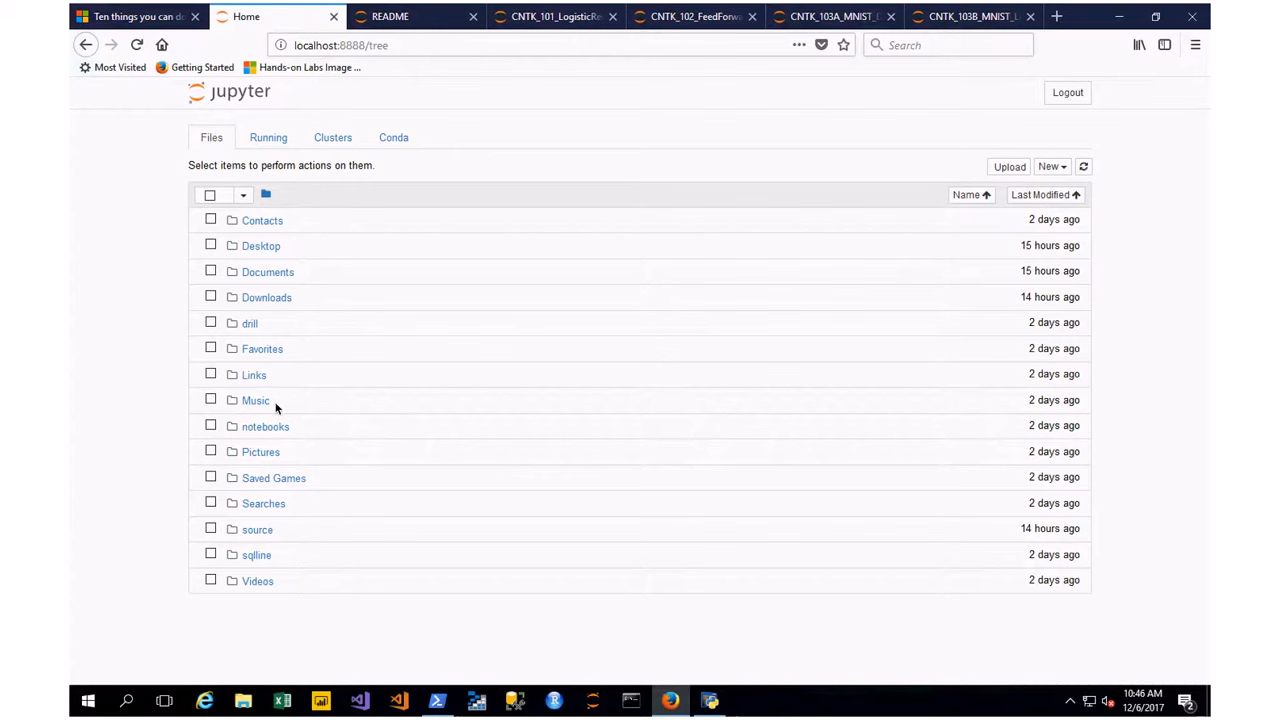 Ten things you can do
Home
README
CNTK_101_LogisticRe
CNTK_102_FeedForwa
CNTK_103A_MNIST_
CNTK_103B_MNIST_L
localhost:8888/tree
Search
Most Visited
Getting Started
Hands-on Labs Image ...
jupyter
Logout
Files
Running
Clusters
Conda
Select items to perform actions on them.
Upload
New
Name
Last Modified
Contacts 2 days ago
Desktop 15 hours ago
Documents 15 hours ago
Downloads 14 hours ago
drill 2 days ago
Favorites 2 days ago
Links 2 days ago
Music 2 days ago
notebooks 2 days ago
Pictures 2 days ago
Saved Games 2 days ago
Searches 2 days ago
source 14 hours ago
sqlline 2 days ago
Videos 2 days ago
10:46 AM
12/6/2017
2